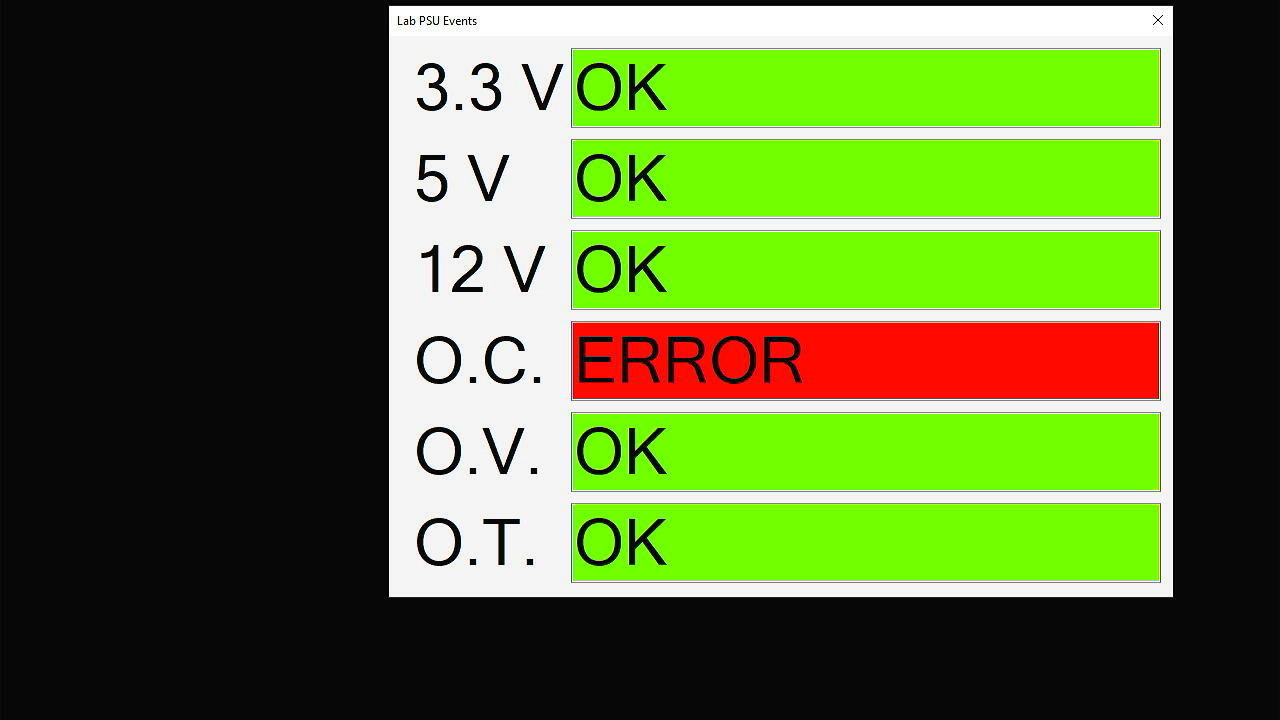 Lab PSU Events
3.3 V OK
5 V OK
12 V OK
O.C. ERROR
O.V. OK
O.T. OK